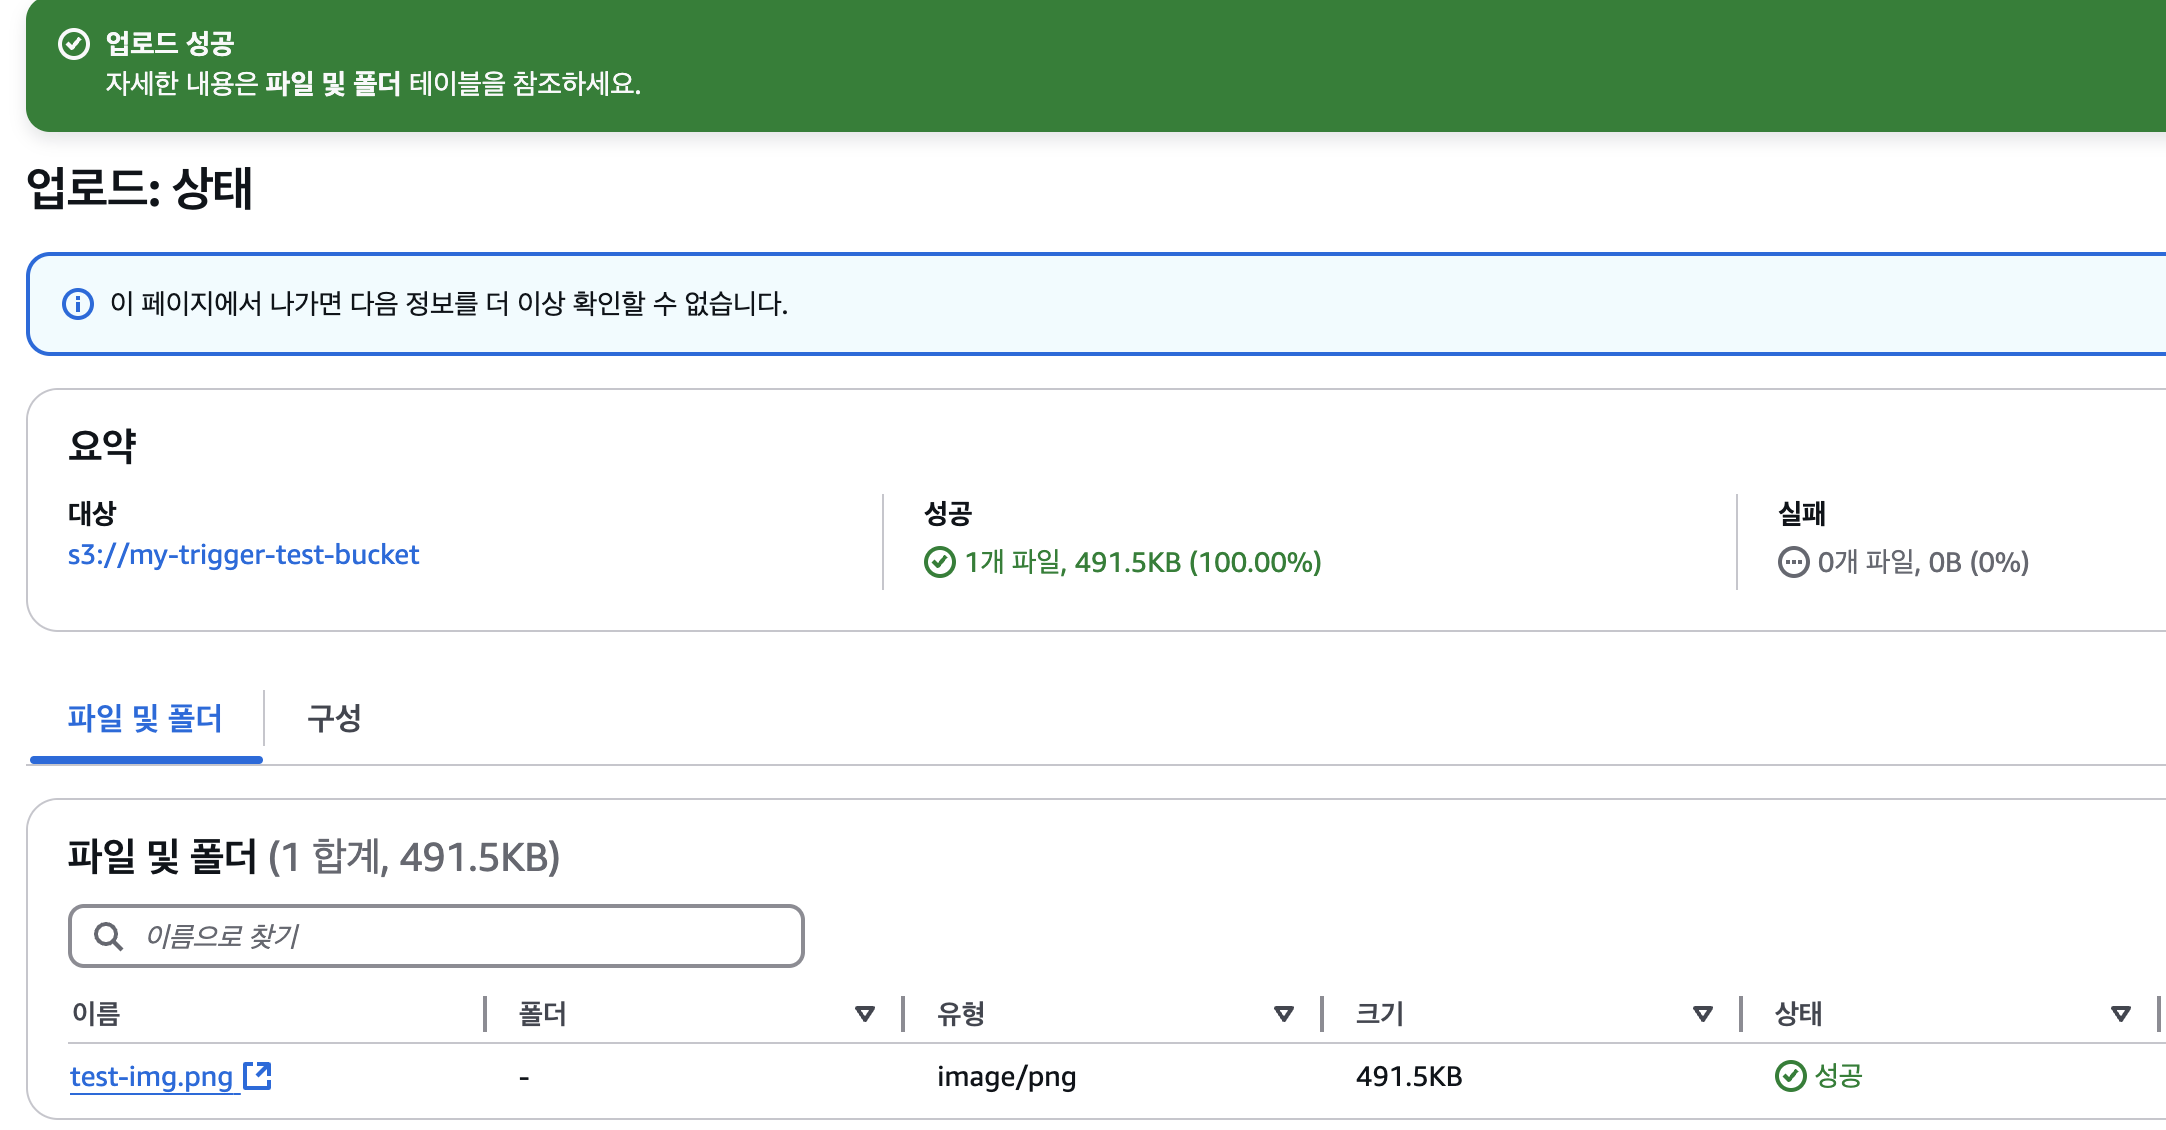 업로드 성공
자세한 내용은 파일 및 폴더 테이블을 참조하세요.
업로드: 상태
이 페이지에서 나가면 다음 정보를 더 이상 확인할 수 없습니다.
요약
대상
s3://my-trigger-test-bucket
성공
1개 파일, 491.5KB (100.00%)
실패
0개 파일, 0B (0%)
파일 및 폴더 구성
파일 및 폴더 (1 합계, 491.5KB)
이름으로 찾기
이름 폴더 유형 크기 상태
test-img.png - image/png 491.5KB 성공